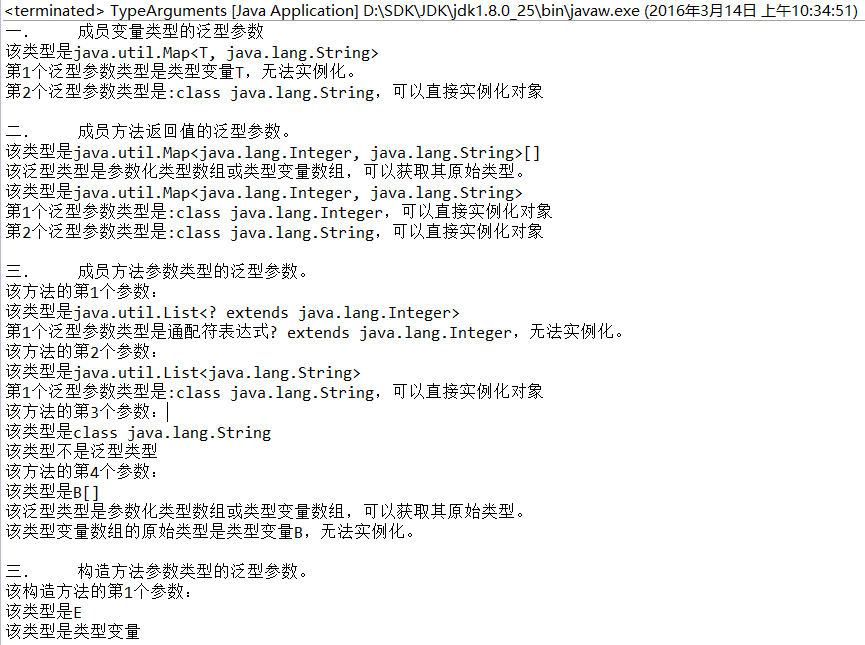 <terminated> TypeArguments [Java Application] D:\SDK\JDK\jdk1.8.0_25\bin\javaw.exe (2016年3月14日 上午10:34:51)
一.     成员变量类型的泛型参数
该类型是java.util.Map<T, java.lang.String>
第1个泛型参数类型是类型变量T，无法实例化。
第2个泛型参数类型是:class java.lang.String，可以直接实例化对象

二.     成员方法返回值的泛型参数。
该类型是java.util.Map<java.lang.Integer, java.lang.String>[]
该泛型类型是参数化类型数组或类型变量数组，可以获取其原始类型。
该类型是java.util.Map<java.lang.Integer, java.lang.String>
第1个泛型参数类型是:class java.lang.Integer，可以直接实例化对象
第2个泛型参数类型是:class java.lang.String，可以直接实例化对象

三.     成员方法参数类型的泛型参数。
该方法的第1个参数：
该类型是java.util.List<? extends java.lang.Integer>
第1个泛型参数类型是通配符表达式? extends java.lang.Integer，无法实例化。
该方法的第2个参数：
该类型是java.util.List<java.lang.String>
第1个泛型参数类型是:class java.lang.String，可以直接实例化对象
该方法的第3个参数：
该类型是class java.lang.String
该类型不是泛型类型
该方法的第4个参数：
该类型是B[]
该泛型类型是参数化类型数组或类型变量数组，可以获取其原始类型。
该类型变量数组的原始类型是类型变量B，无法实例化。

三.     构造方法参数类型的泛型参数。
该构造方法的第1个参数：
该类型是E
该类型是类型变量